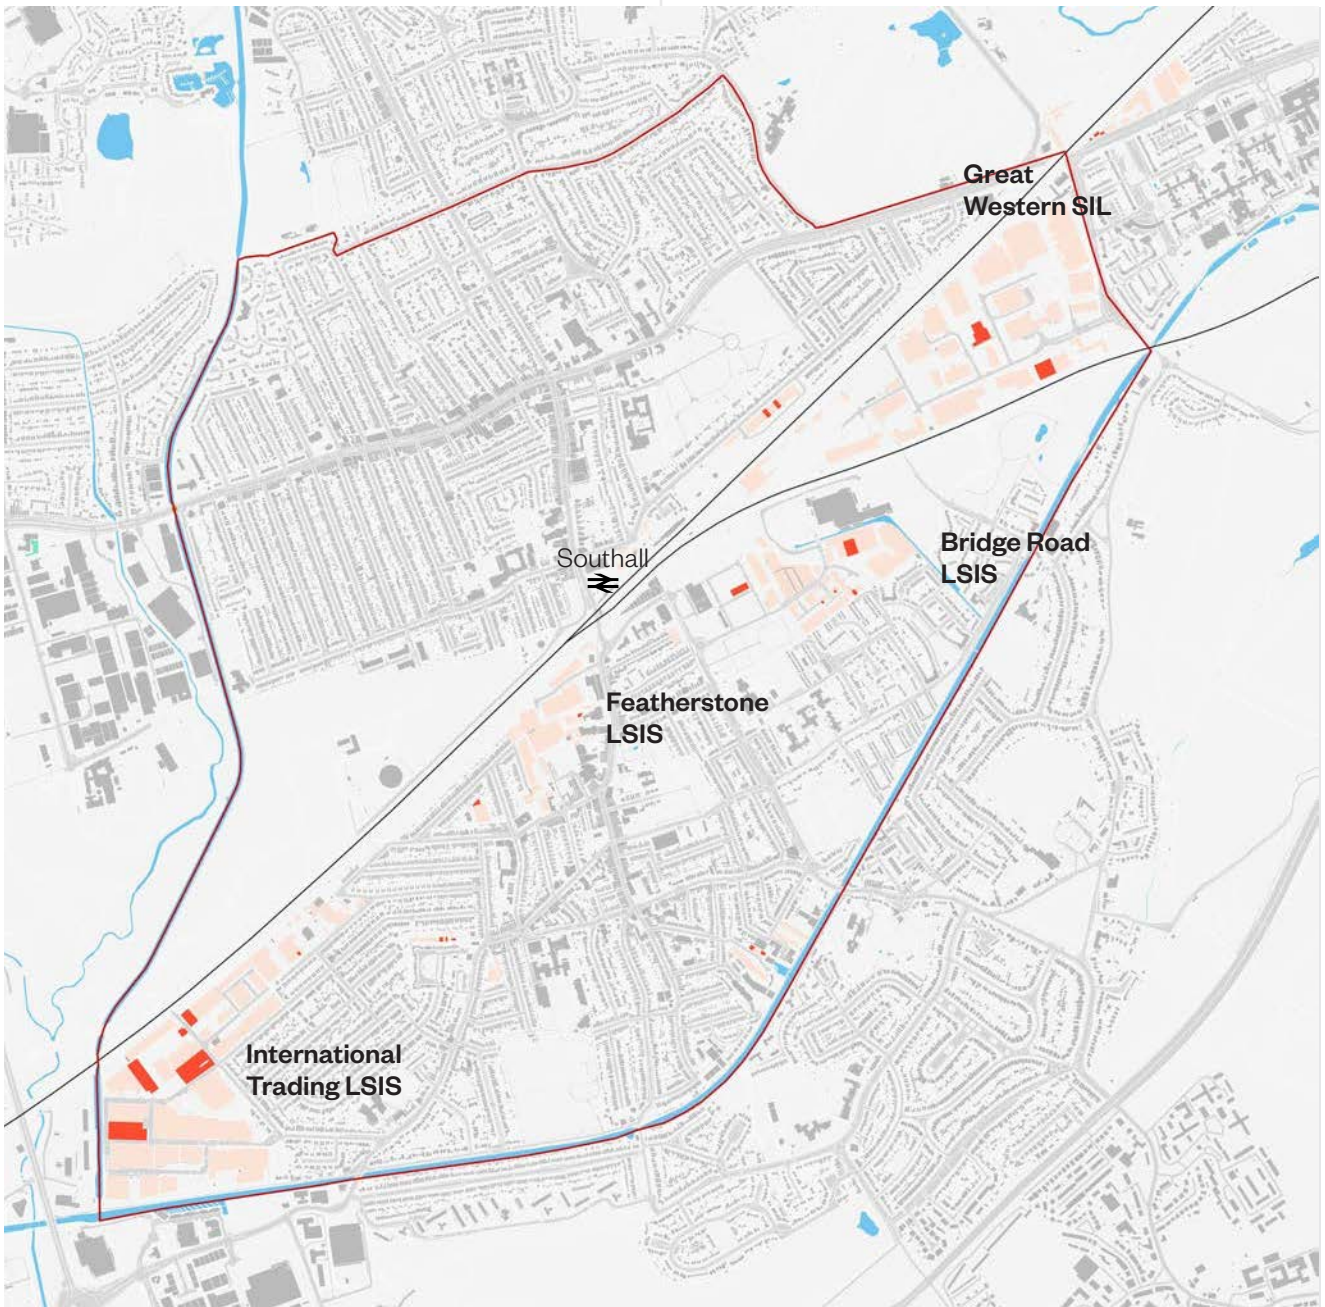 Great
Western SIL
Southall
Bridge Road
LSIS
Featherstone
LSIS
International
Trading LSIS